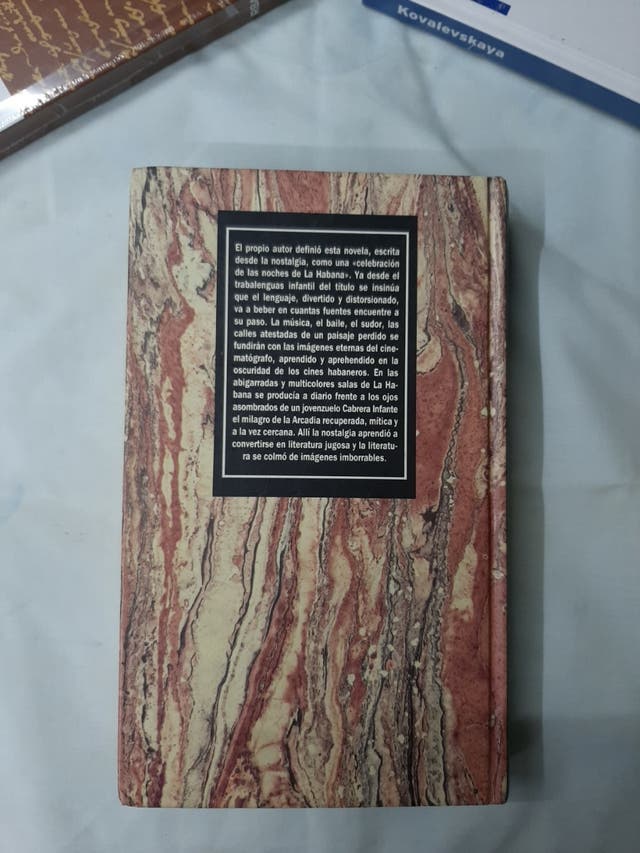 Kovalevskaya
El propio autor definió esta novela, escrita
desde la nostalgia, como una «celebración
de las noches de La Habana». Ya desde el
trabalenguas infantil del título se insinúa
que el lenguaje, divertido y distorsionado,
va a beber en cuantas fuentes encuentre a
su paso. La música, el baile, el sudor, las
calles atestadas de un paisaje perdido se
fundirán con las imágenes eternas del cine-
matógrafo, aprendido y aprehendido en la
oscuridad de los cines habaneros. En las
abigarradas y multicolores salas de La Ha-
bana se producía a diario frente a los ojos
asombrados de un jovenzuelo Cabrera Infante
el milagro de la Arcadia recuperada, mítica y
a la vez cercana. Allí la nostalgia aprendió a
convertirse en literatura jugosa y la literatu-
ra se colmó de imágenes imborrables.